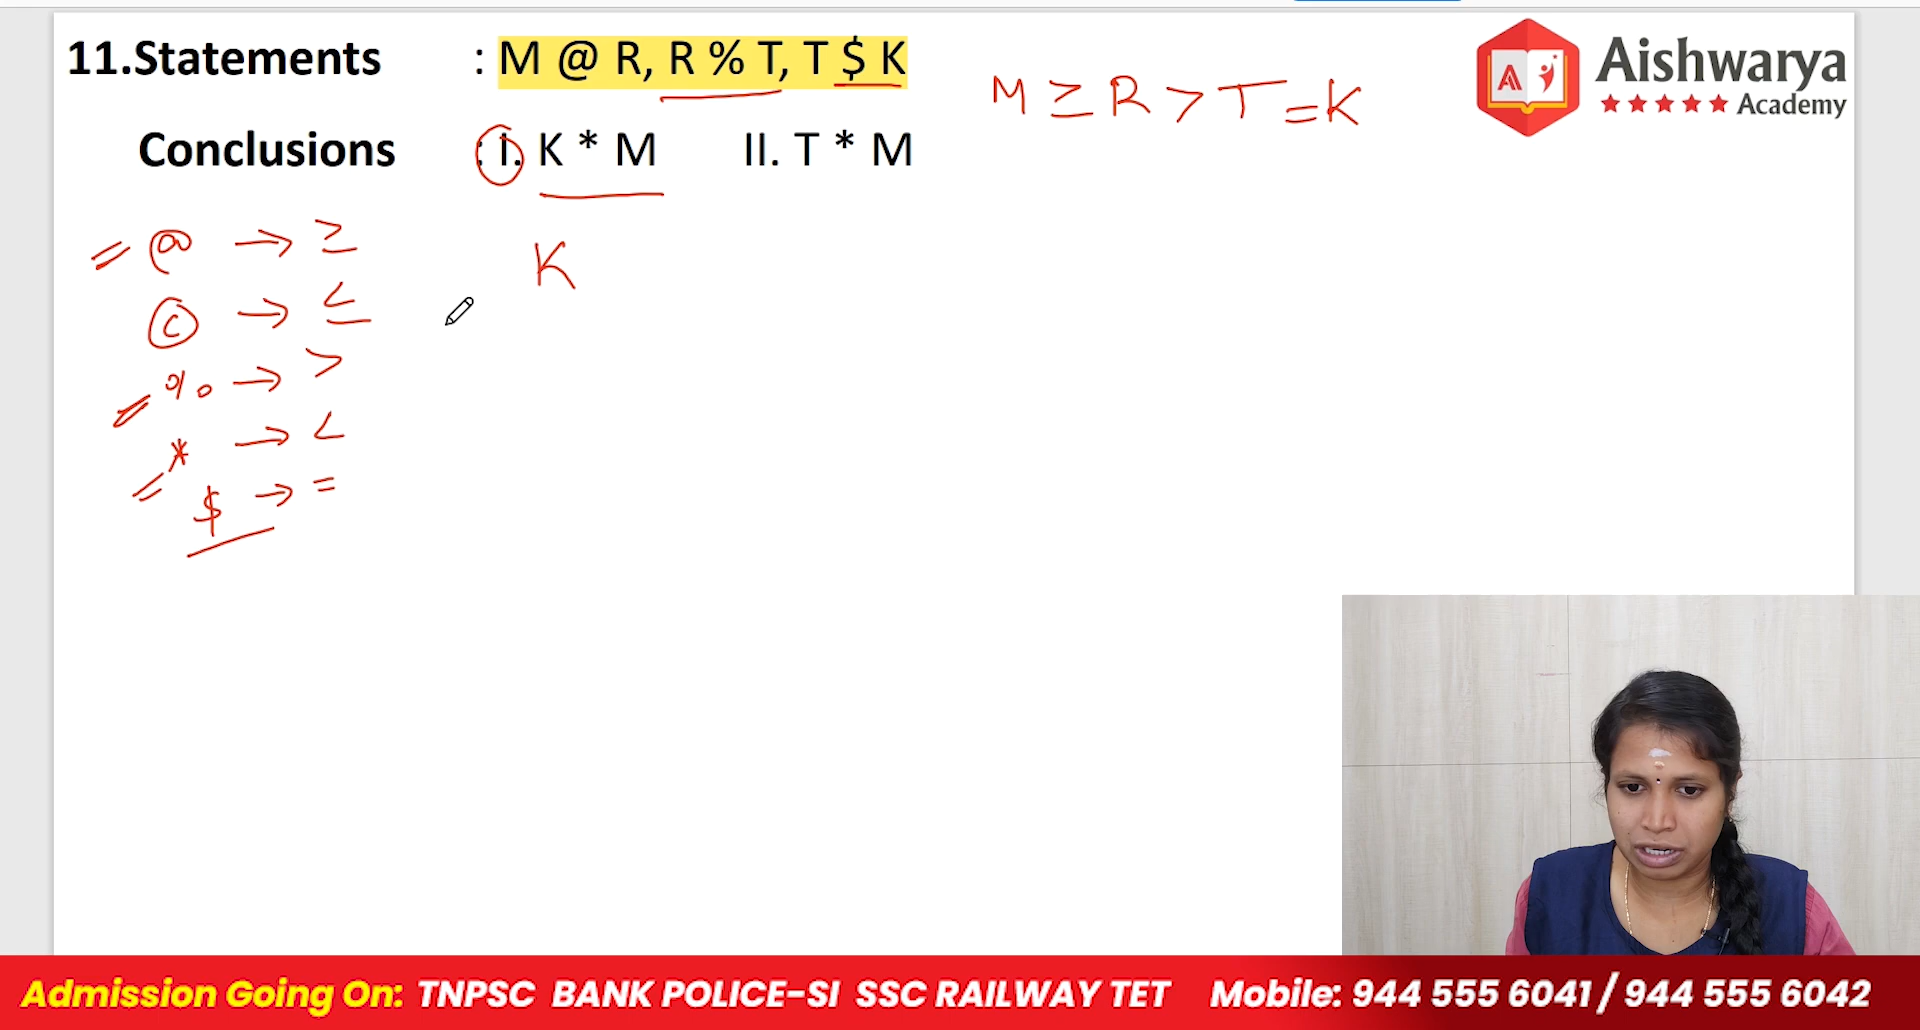 11.Statements : M @ R, R % T, T $ K
M ≥ R > T = K
Aishwarya
Academy
Conclusions : I. K * M II. T * M
@ → ≥
K
© → ≤
% → >
* → <
$ → =
Admission Going On: TNPSC BANK POLICE-SI SSC RAILWAY TET Mobile: 944 555 6041 / 944 555 6042